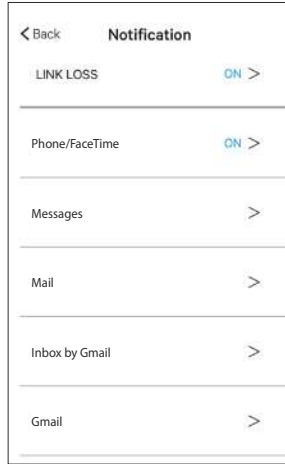 Back Notification
LINK LOSS ON >
Phone/FaceTime ON >
Messages >
Mail >
Inbox by Gmail >
Gmail >